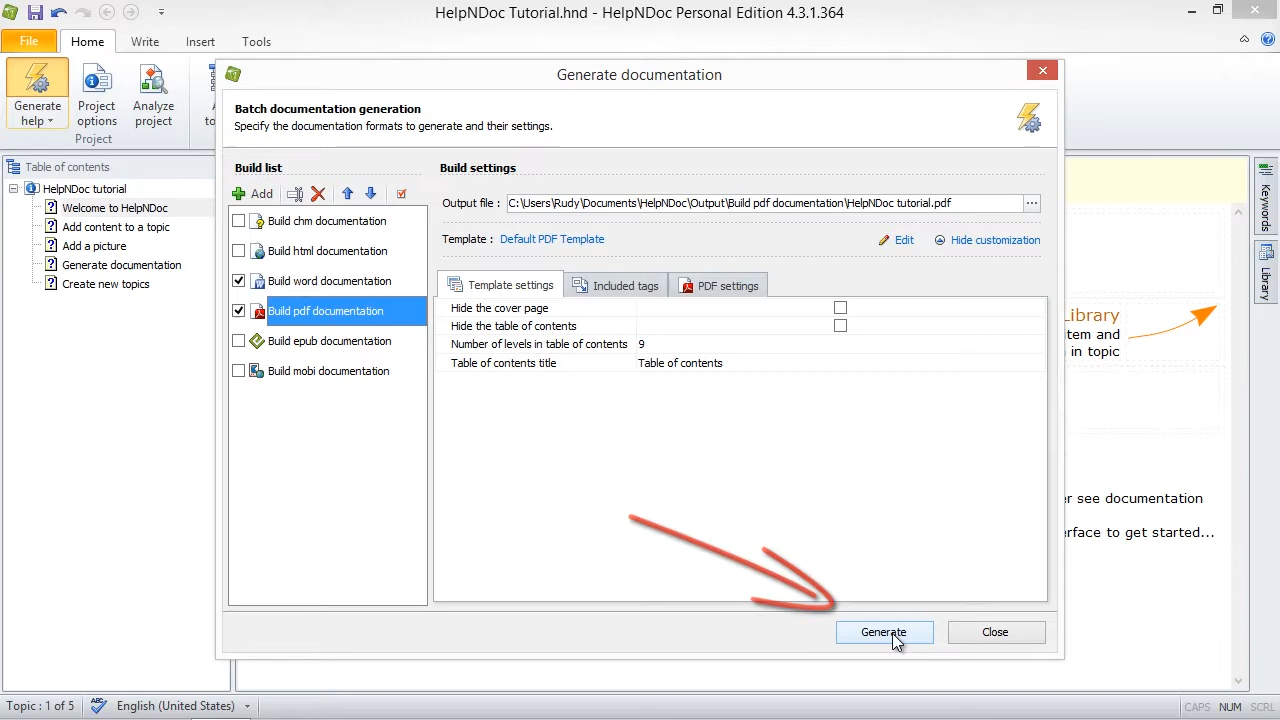 HelpNDoc Tutorial.hnd - HelpNDoc Personal Edition 4.3.1.364
File Home Write Insert Tools
Generate help
Project options
Analyze project
Project
Generate documentation
Batch documentation generation
Specify the documentation formats to generate and their settings.
Table of contents
HelpNDoc tutorial
Welcome to HelpNDoc
Add content to a topic
Add a picture
Generate documentation
Create new topics
Build list
Add
Build chm documentation
Build html documentation
Build word documentation
Build pdf documentation
Build epub documentation
Build mobi documentation
Build settings
Output file : C:\Users\Rudy\Documents\HelpNDoc\Output\Build pdf documentation\HelpNDoc tutorial.pdf ...
Template : Default PDF Template Edit Hide customization
Template settings Included tags PDF settings
Hide the cover page
Hide the table of contents
Number of levels in table of contents 9
Table of contents title Table of contents
Generate Close
Library
item and
in topic
see documentation
erface to get started...
Keywords
Library
Topic : 1 of 5 ABC English (United States) CAPS NUM SCRL